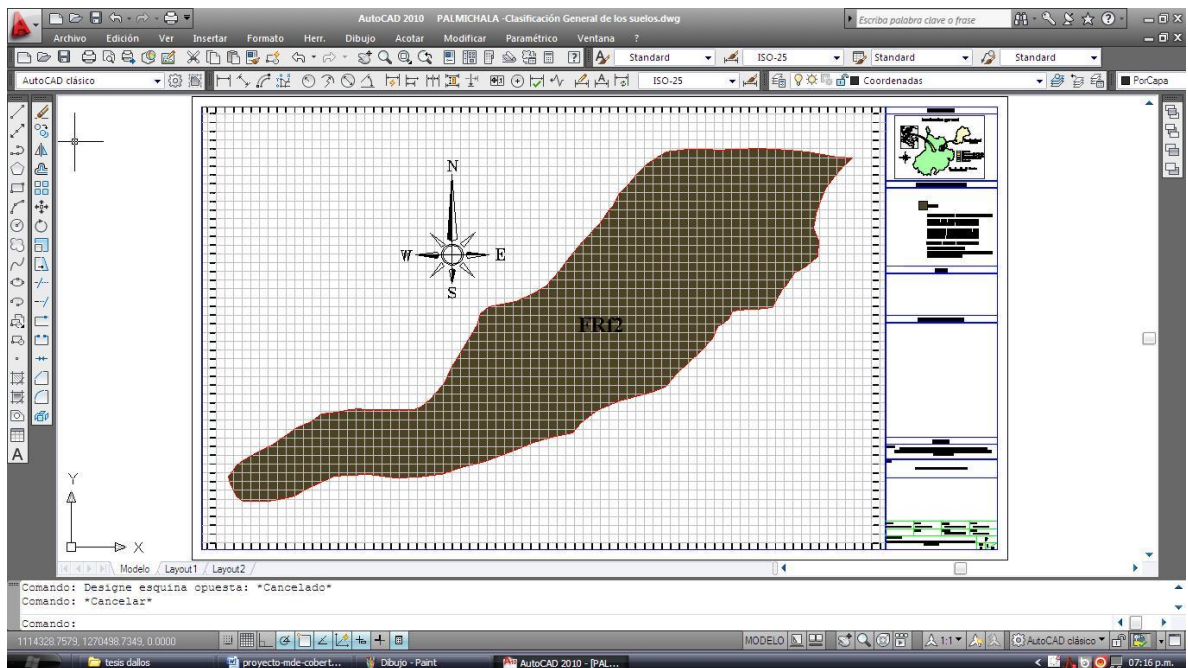 AutoCAD 2010 PALMICHALA -Clasificación General de los suelos.dwg
Escriba palabra clave o frase
Archivo Edición Ver Insertar Formato Herr. Dibujo Acotar Modificar Paramétrico Ventana ?
Standard ISO-25 Standard Standard
AutoCAD clásico ISO-25 Coordenadas PorCapa
N
W E
S
FRf2
Y
X
Modelo Layout1 Layout2
Comando: Designe esquina opuesta: *Cancelado*
Comando: *Cancelar*
Comando:
1114328.7579, 1270498.7349, 0.0000 MODELO 1:1 AutoCAD clásico
tesis dallos proyecto-mde-cobert... Dibujo - Paint AutoCAD 2010 - [PAL... 07:16 p.m.